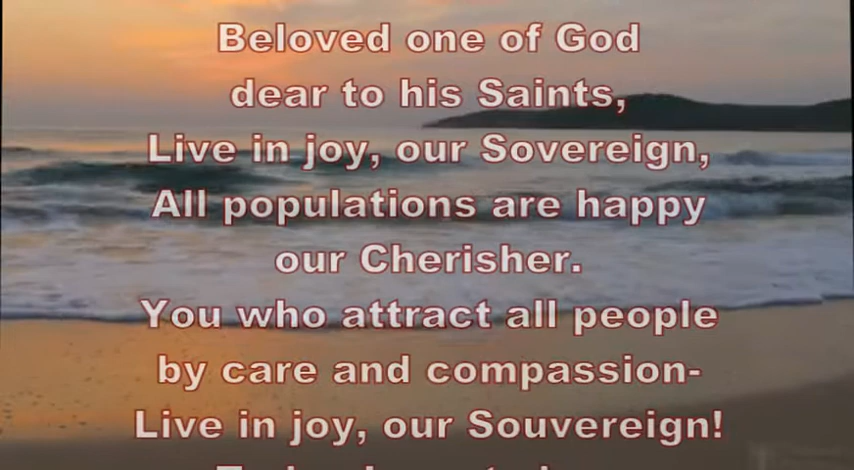 Beloved one of God
dear to his Saints,
Live in joy, our Sovereign,
All populations are happy
our Cherisher.
You who attract all people
by care and compassion-
Live in joy, our Souvereign!